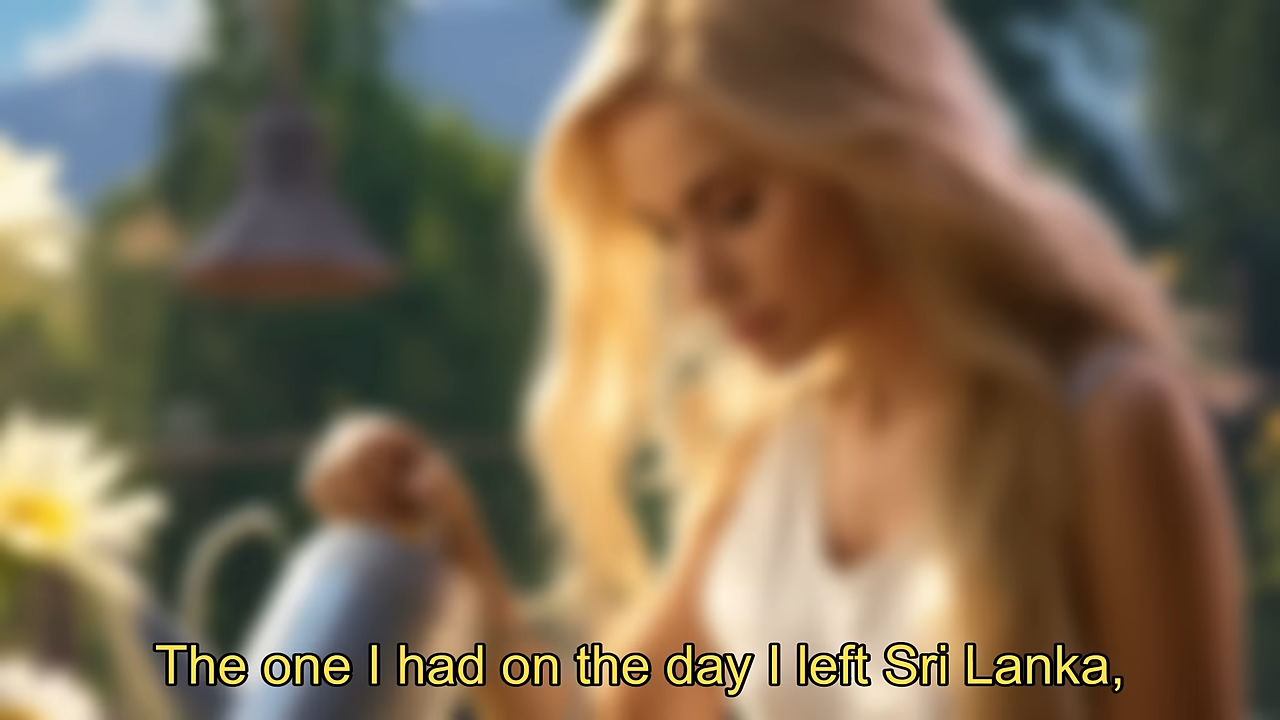 The one I had on the day I left Sri Lanka,